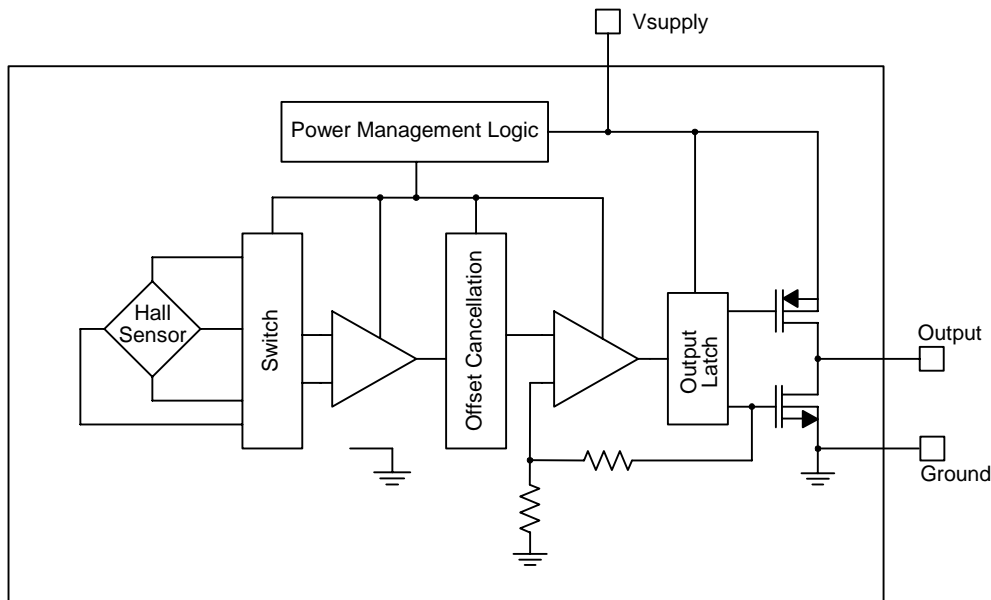 Vsupply
Power Management Logic
Hall
Sensor
Switch
Offset Cancellation
Output
Latch
Output
Ground